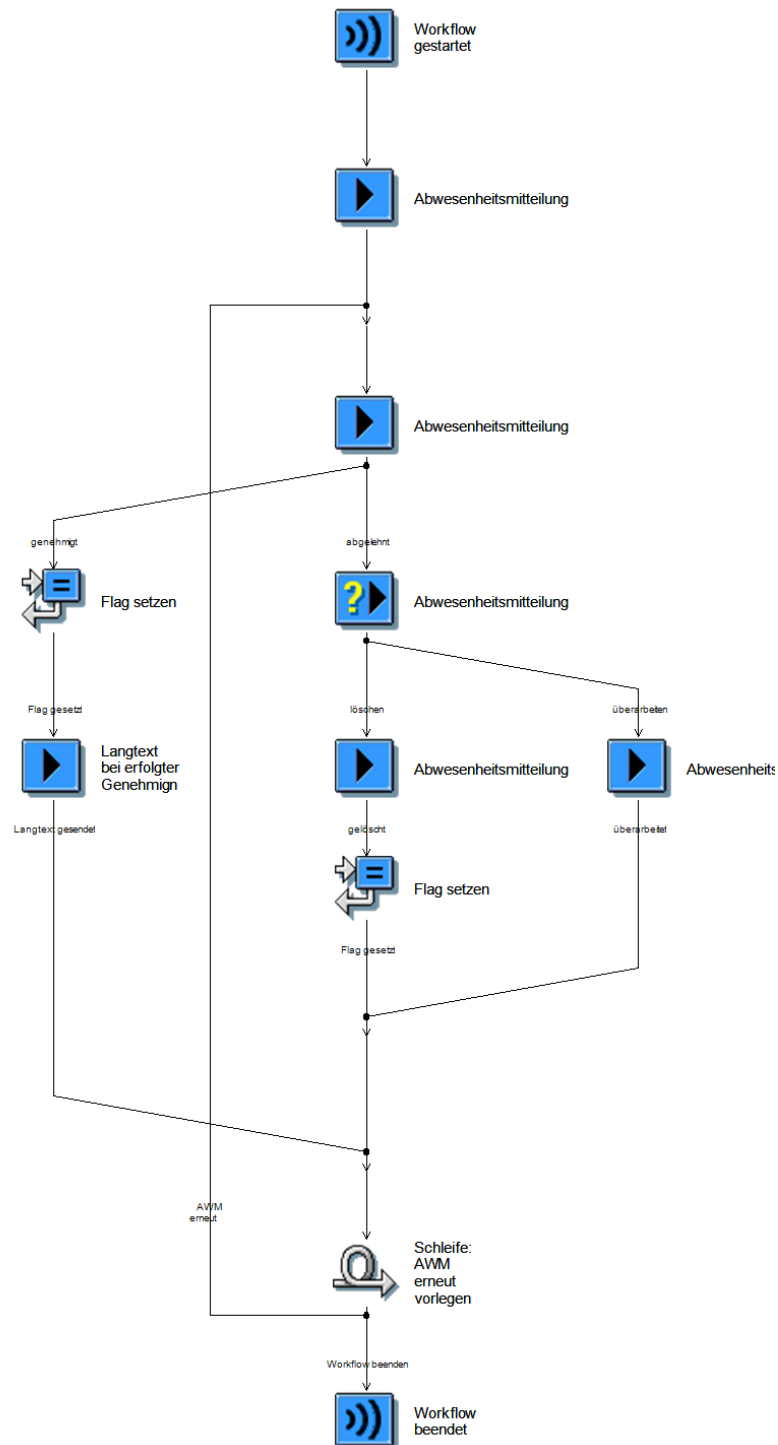 Workflow
gestartet
Abwesenheitsmitteilung
Abwesenheitsmitteilung
genehmigt
abgelehnt
=
Flag setzen
?
Abwesenheitsmitteilung
Flag gesetzt
löschen
überarbeiten
Langtext
bei erfolgter
Genehmign
Abwesenheitsmitteilung
Abwesenheits
Langtext gesendet
gelöscht
überarbeitet
=
Flag setzen
Flag gesetzt
AWM
erneut
Schleife:
AWM
erneut
vorlegen
Workflow beenden
Workflow
beendet